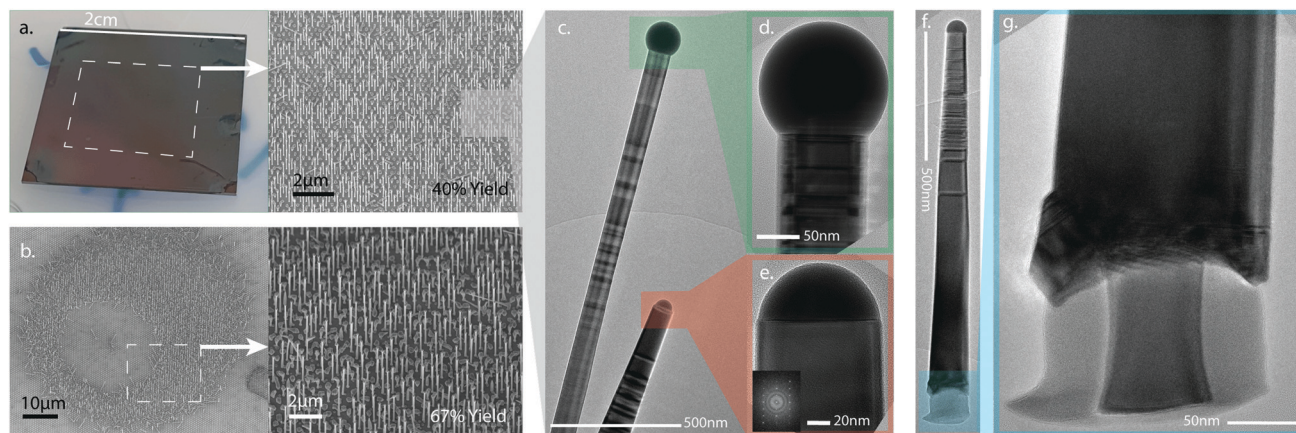 a.
2cm
2μm
40% Yield
b.
10μm
2μm
67% Yield
c.
500nm
d.
50nm
e.
20nm
f.
500nm
g.
50nm